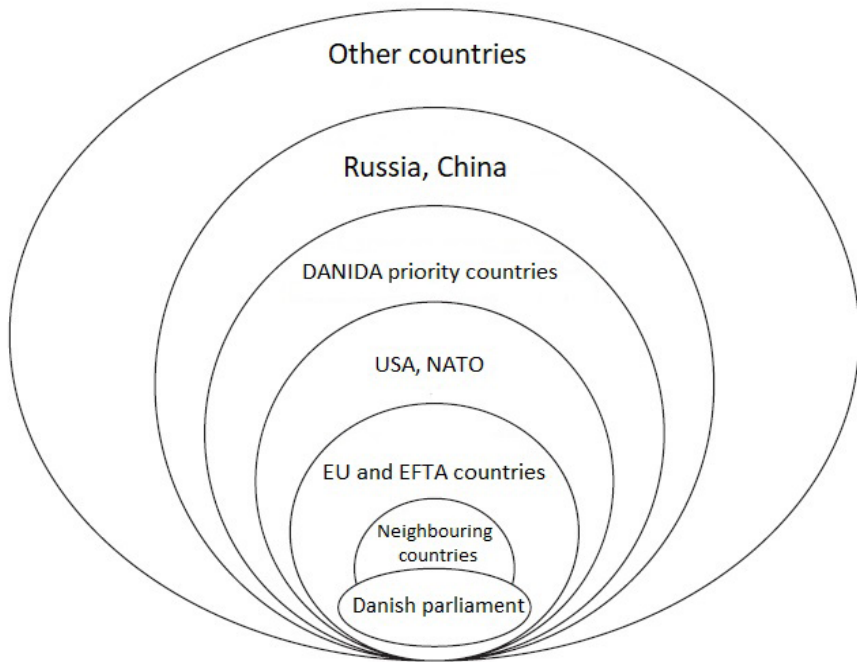 Other countries
Russia, China
DANIDA priority countries
USA, NATO
EU and EFTA countries
Neighbouring
countries
Danish parliament